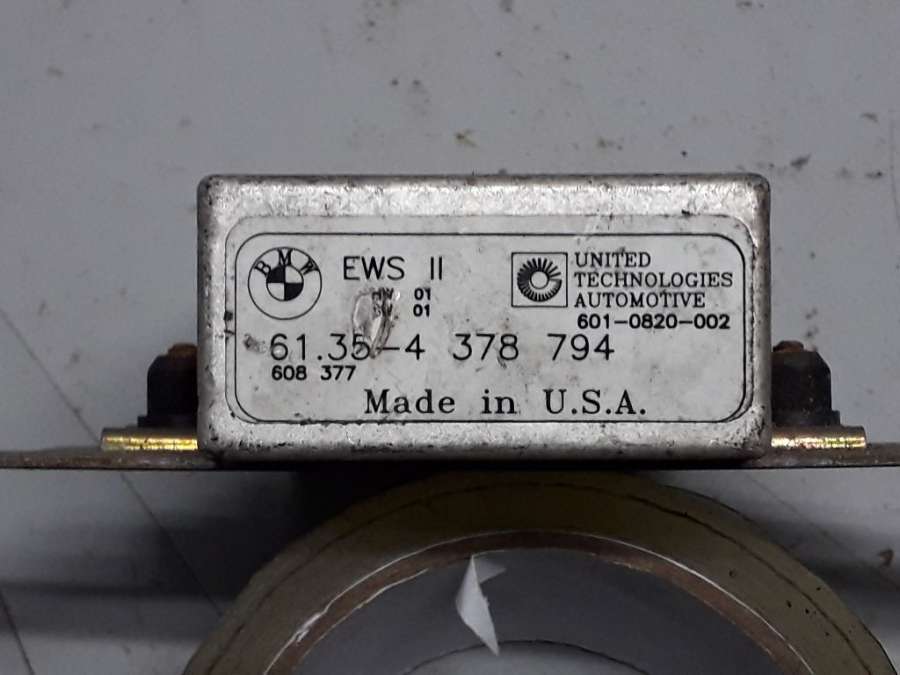 BMW
EWS II
UNITED
TECHNOLOGIES
AUTOMOTIVE
01
01
601-0820-002
61.35-4 378 794
608 377
Made in U.S.A.